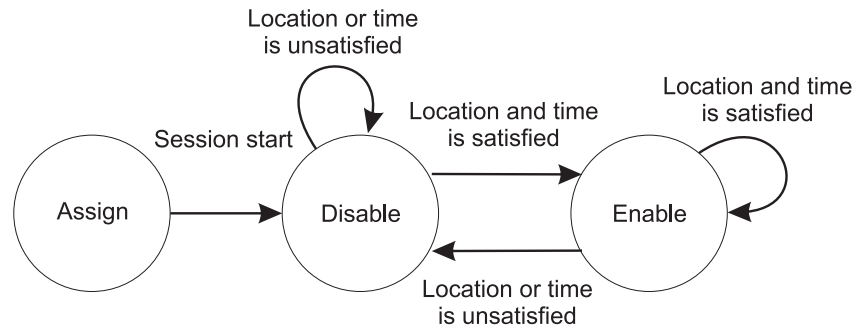 Location or time
is unsatisfied
Location and time
is satisfied
Location and time
is satisfied
Session start
Assign
Disable
Enable
Location or time
is unsatisfied